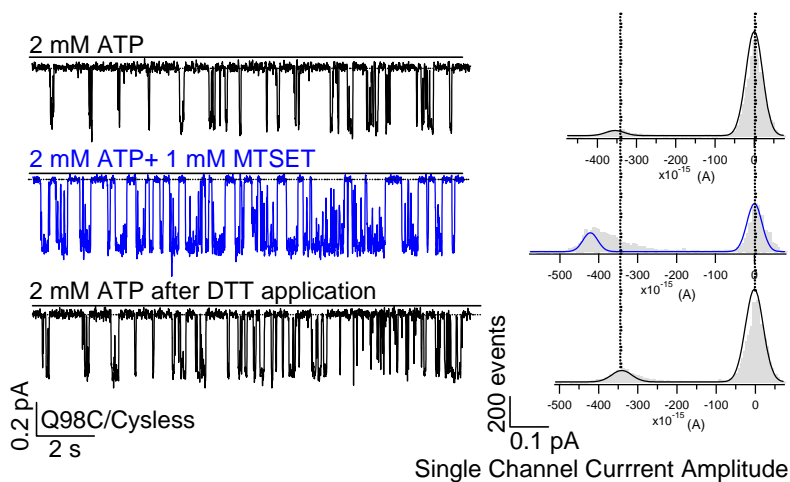 2 mM ATP
-400 -300 -200 -100 0
x10-15 (A)
2 mM ATP+ 1 mM MTSET
-500 -400 -300 -200 -100 0
x10-15 (A)
2 mM ATP after DTT application
-500 -400 -300 -200 -100 0
x10-15 (A)
0.2 pA
Q98C/Cysless
2 s
200 events
0.1 pA
Single Channel Currrent Amplitude